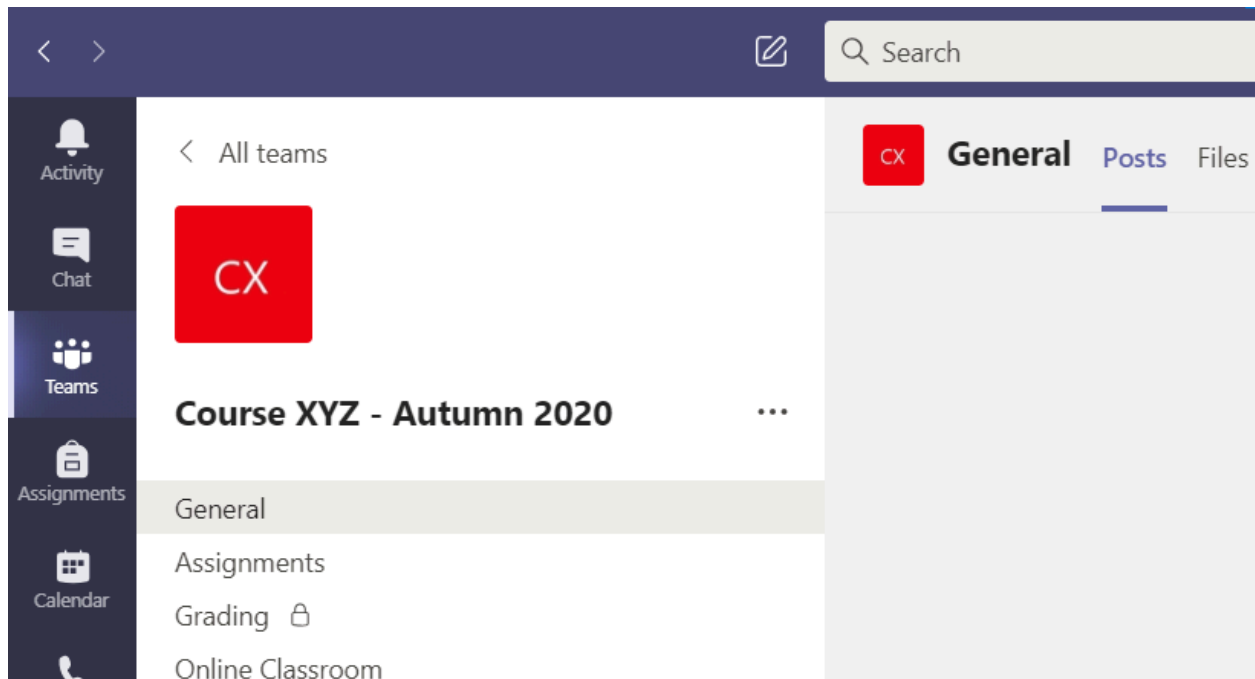 Search
Activity
Chat
Teams
Assignments
Calendar
All teams
CX
Course XYZ - Autumn 2020
General
Assignments
Grading
Online Classroom
CX General Posts Files